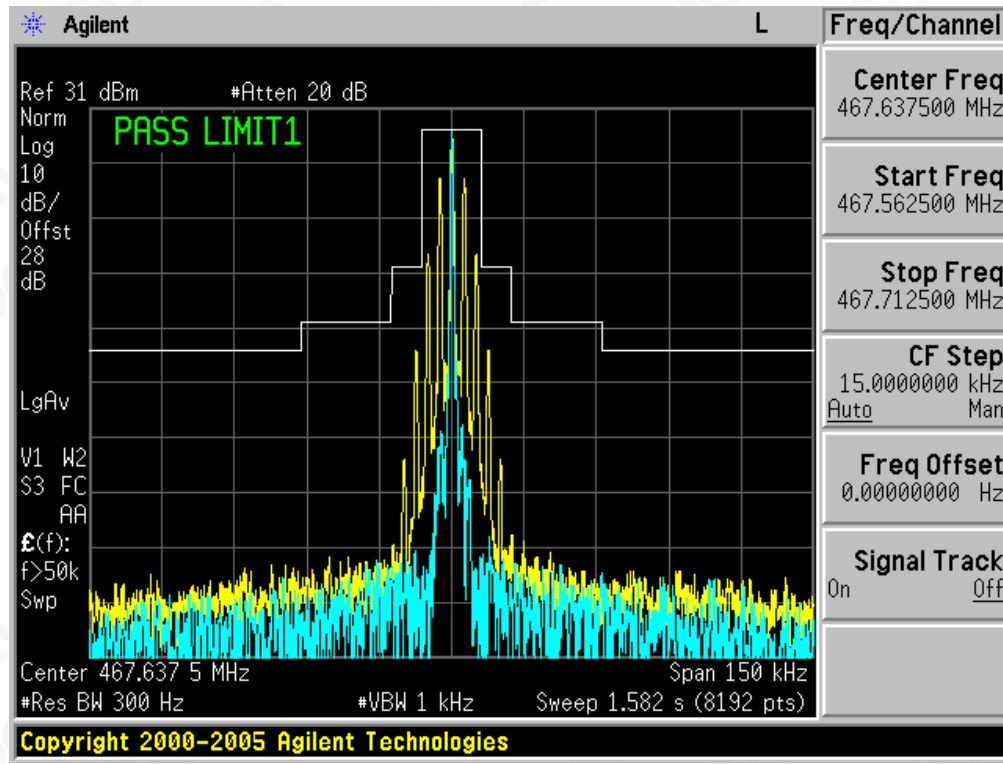 Agilent L
Ref 31 dBm #Atten 20 dB
Norm
Log
10
dB/
Offst
28
dB
PASS LIMIT1
LgAv
V1 W2
S3 FC
AA
£(f):
f>50k
Swp
Center 467.637 5 MHz Span 150 kHz
#Res BW 300 Hz #VBW 1 kHz Sweep 1.582 s (8192 pts)
Copyright 2000-2005 Agilent Technologies
Freq/Channel
Center Freq
467.637500 MHz
Start Freq
467.562500 MHz
Stop Freq
467.712500 MHz
CF Step
15.0000000 kHz
Auto Man
Freq Offset
0.00000000 Hz
Signal Track
On Off